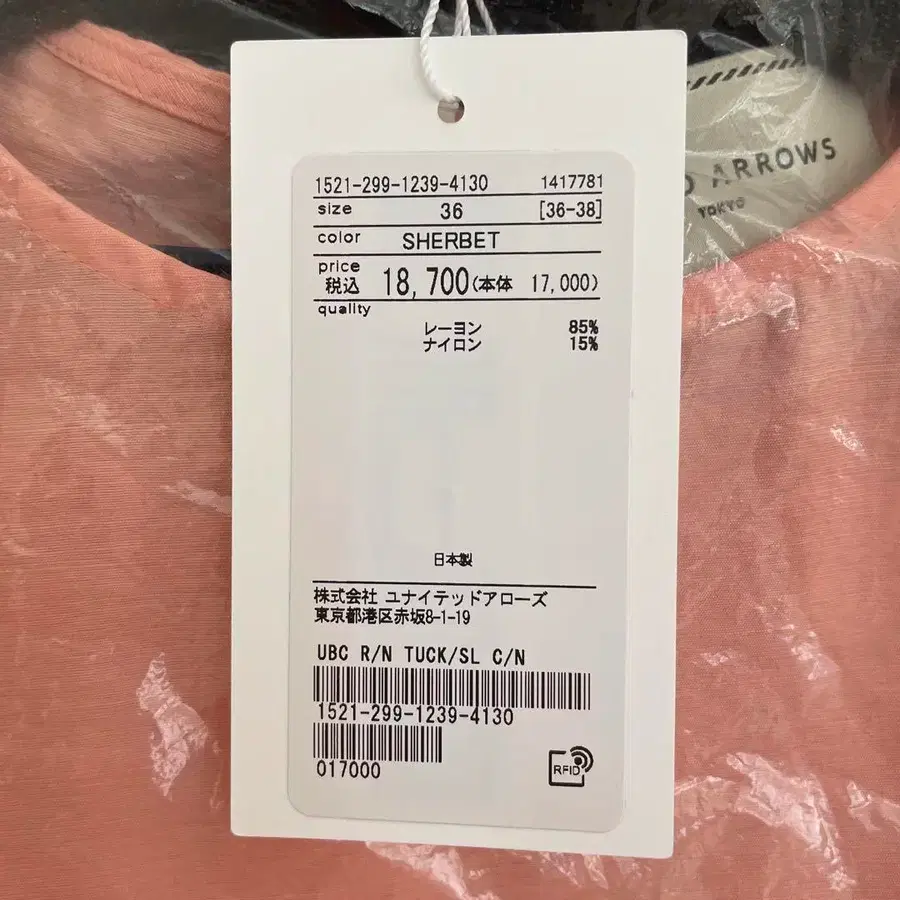 ARROWS
TOKYO
1521-299-1239-4130 1417781
size 36 [36-38]
color SHERBET
price
税込 18,700(本体 17,000)
quality
レーヨン 85%
ナイロン 15%
日本製
株式会社 ユナイテッドアローズ
東京都港区赤坂8-1-19
UBC R/N TUCK/SL C/N
1521-299-1239-4130
017000
RFID